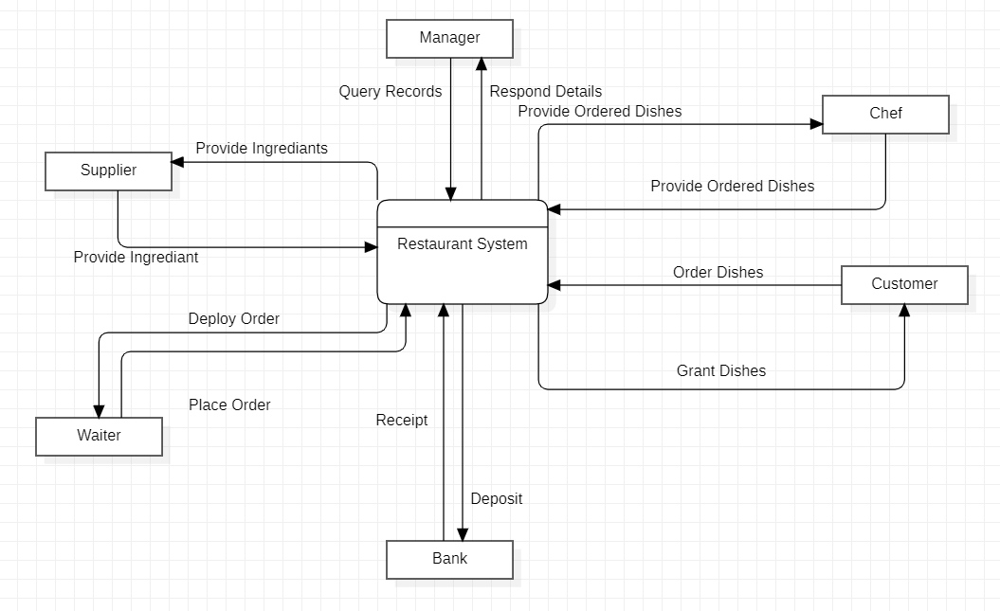 Manager
Query Records
Respond Details
Provide Ordered Dishes
Chef
Provide Ingrediants
Supplier
Provide Ordered Dishes
Restaurant System
Provide Ingrediant
Order Dishes
Customer
Deploy Order
Grant Dishes
Place Order
Receipt
Waiter
Deposit
Bank